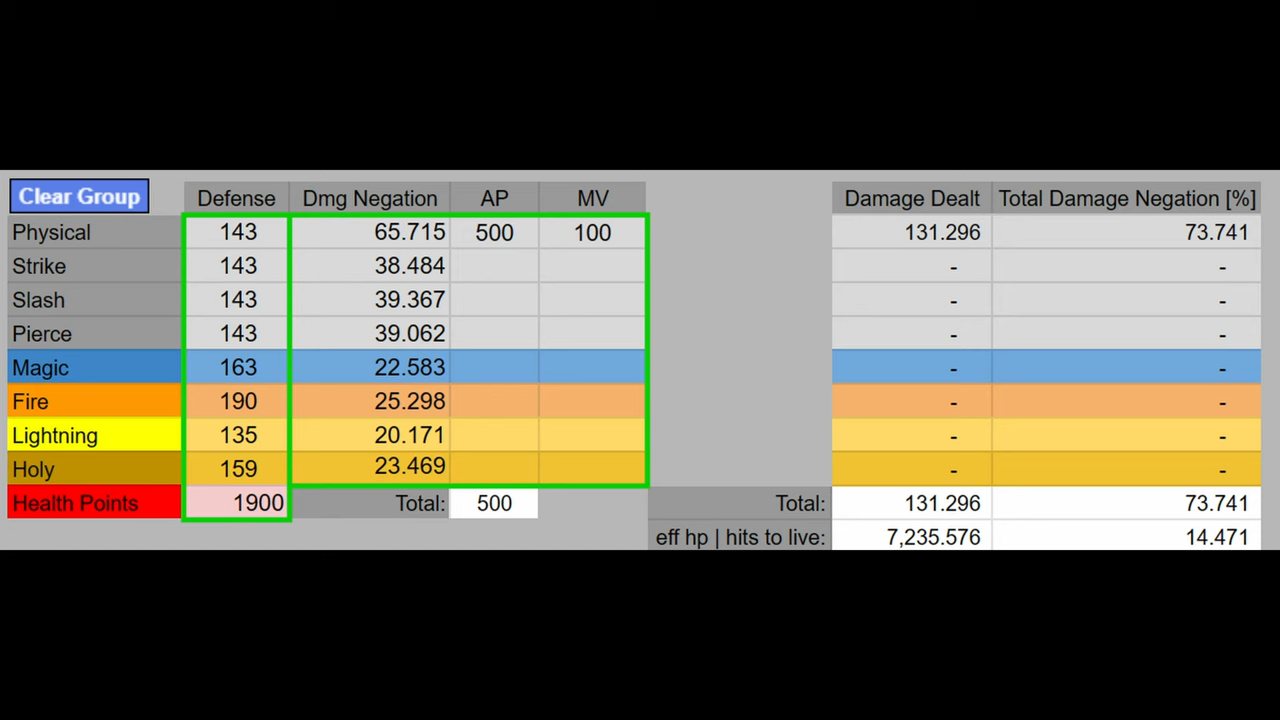 Clear Group Defense Dmg Negation AP MV Damage Dealt Total Damage Negation [%]
Physical 143 65.715 500 100 131.296 73.741
Strike 143 38.484 - -
Slash 143 39.367 - -
Pierce 143 39.062 - -
Magic 163 22.583 - -
Fire 190 25.298 - -
Lightning 135 20.171 - -
Holy 159 23.469 - -
Health Points 1900 Total: 500 Total: 131.296 73.741
eff hp | hits to live: 7,235.576 14.471